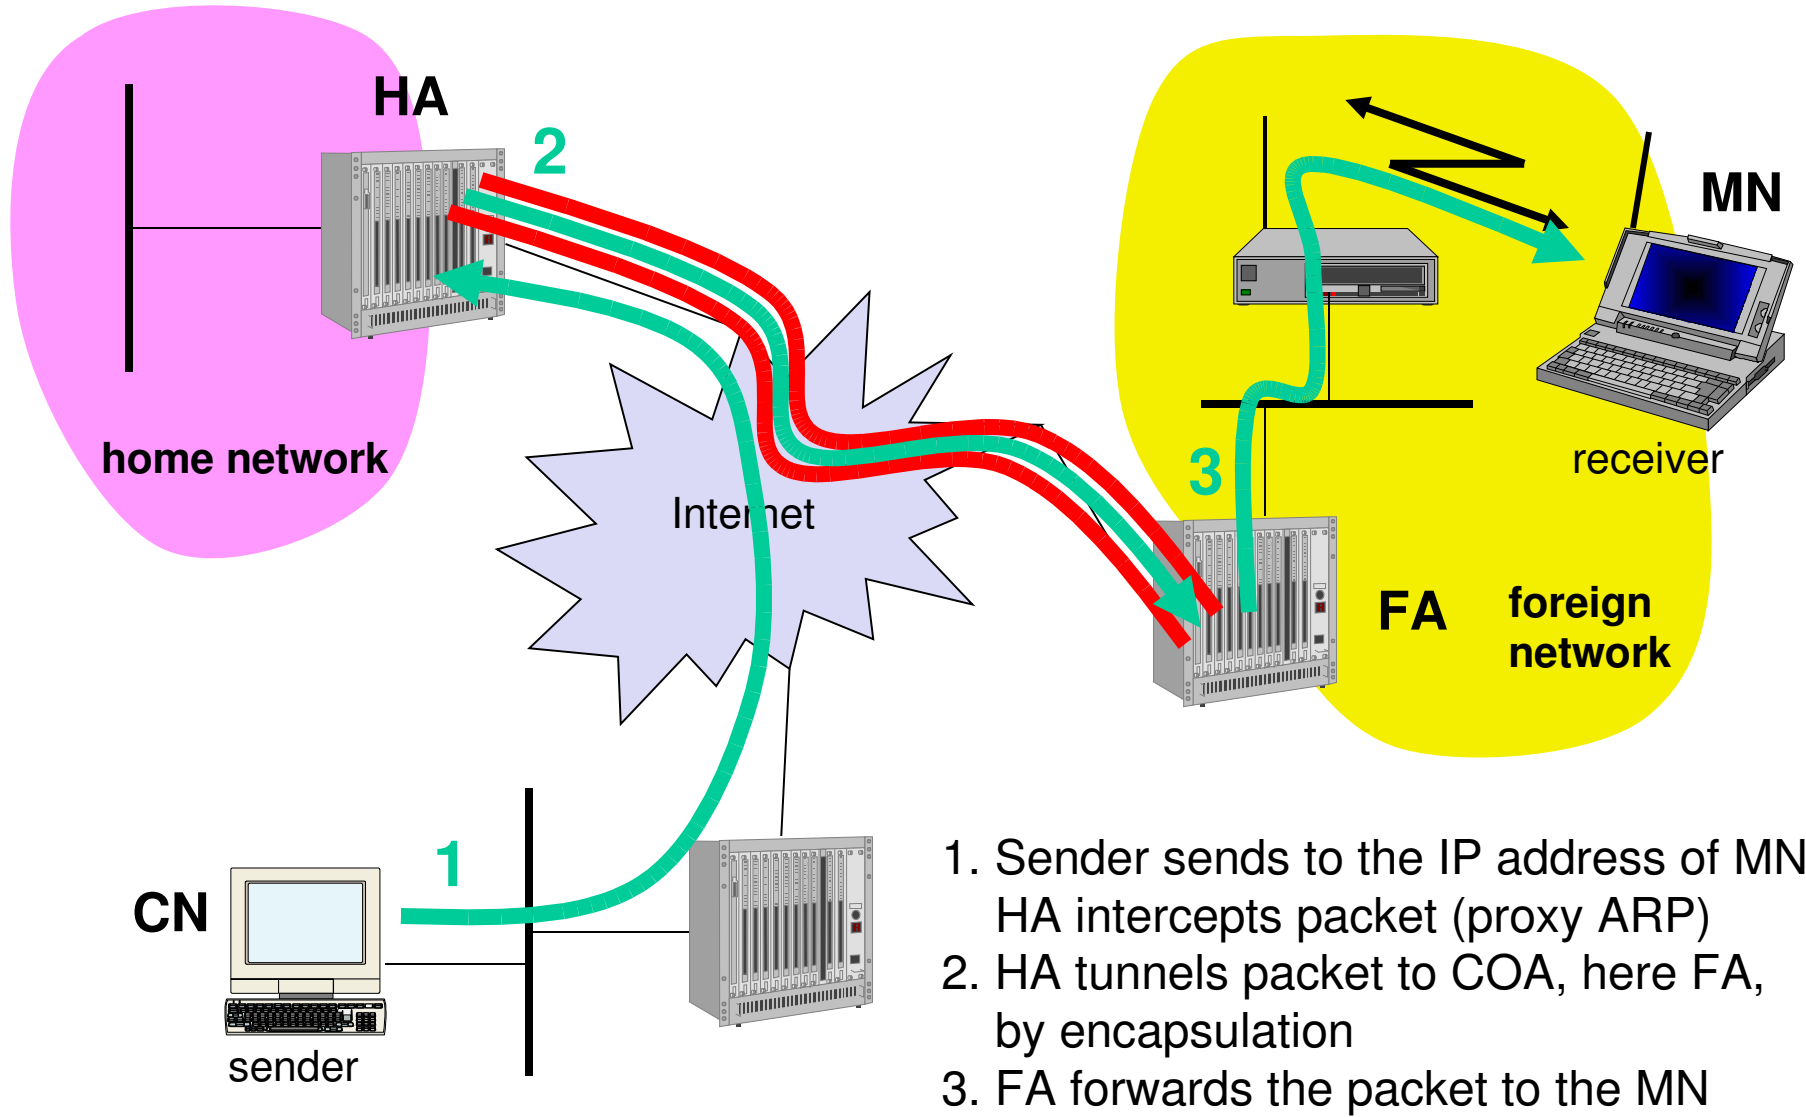 HA
2
MN
home network
Internet
3
receiver
FA
foreign
network
1
CN
sender
1. Sender sends to the IP address of MN
HA intercepts packet (proxy ARP)
2. HA tunnels packet to COA, here FA,
by encapsulation
3. FA forwards the packet to the MN